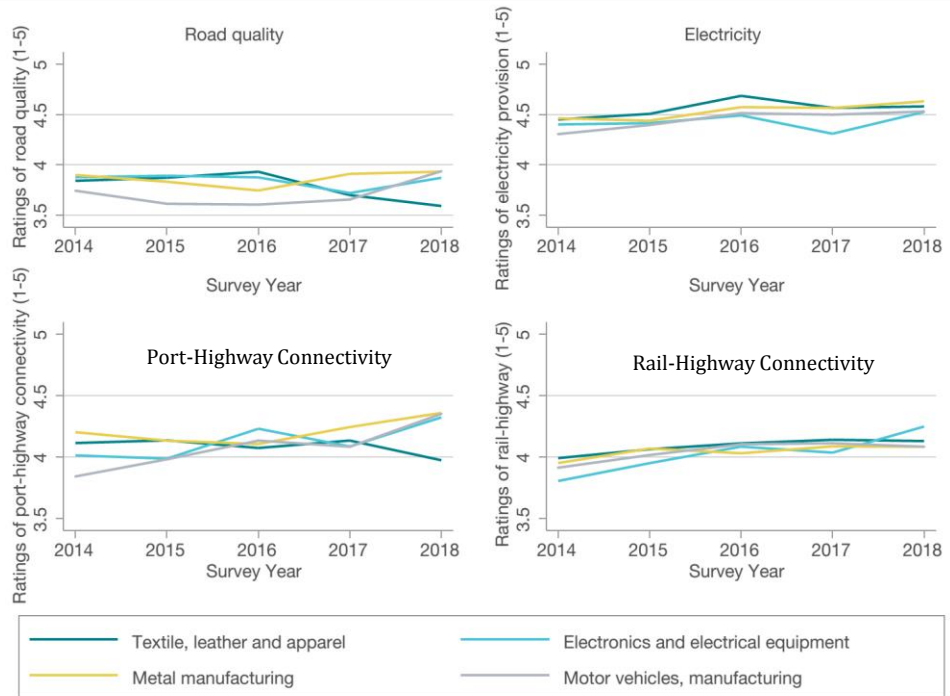 Road quality
Ratings of road quality (1-5)
5
4.5
4
3.5
2014 2015 2016 2017 2018
Survey Year
Electricity
Ratings of electricity provision (1-5)
5
4.5
4
3.5
2014 2015 2016 2017 2018
Survey Year
Port-Highway Connectivity
Ratings of port-highway connectivity (1-5)
5
4.5
4
3.5
2014 2015 2016 2017 2018
Survey Year
Rail-Highway Connectivity
Ratings of rail-highway (1-5)
5
4.5
4
3.5
2014 2015 2016 2017 2018
Survey Year
Textile, leather and apparel
Electronics and electrical equipment
Metal manufacturing
Motor vehicles, manufacturing